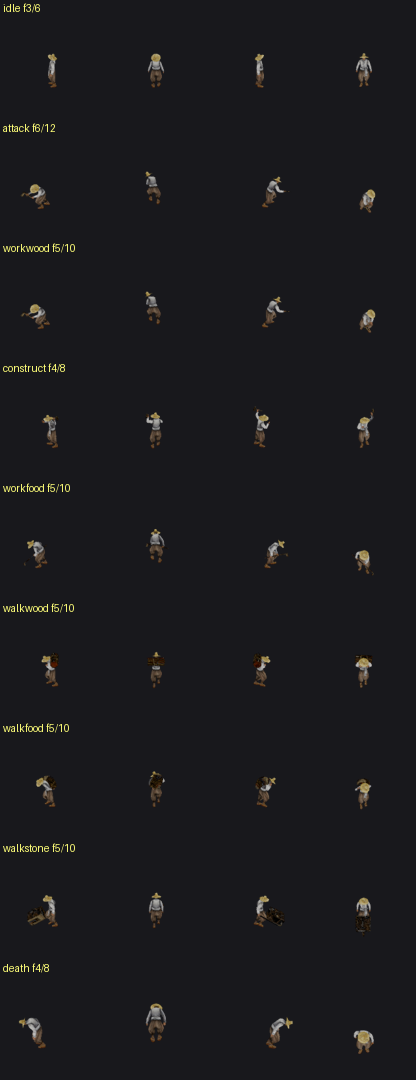 idle f3/6
attack f6/12
workwood f5/10
construct f4/8
workfood f5/10
walkwood f5/10
walkfood f5/10
walkstone f5/10
death f4/8